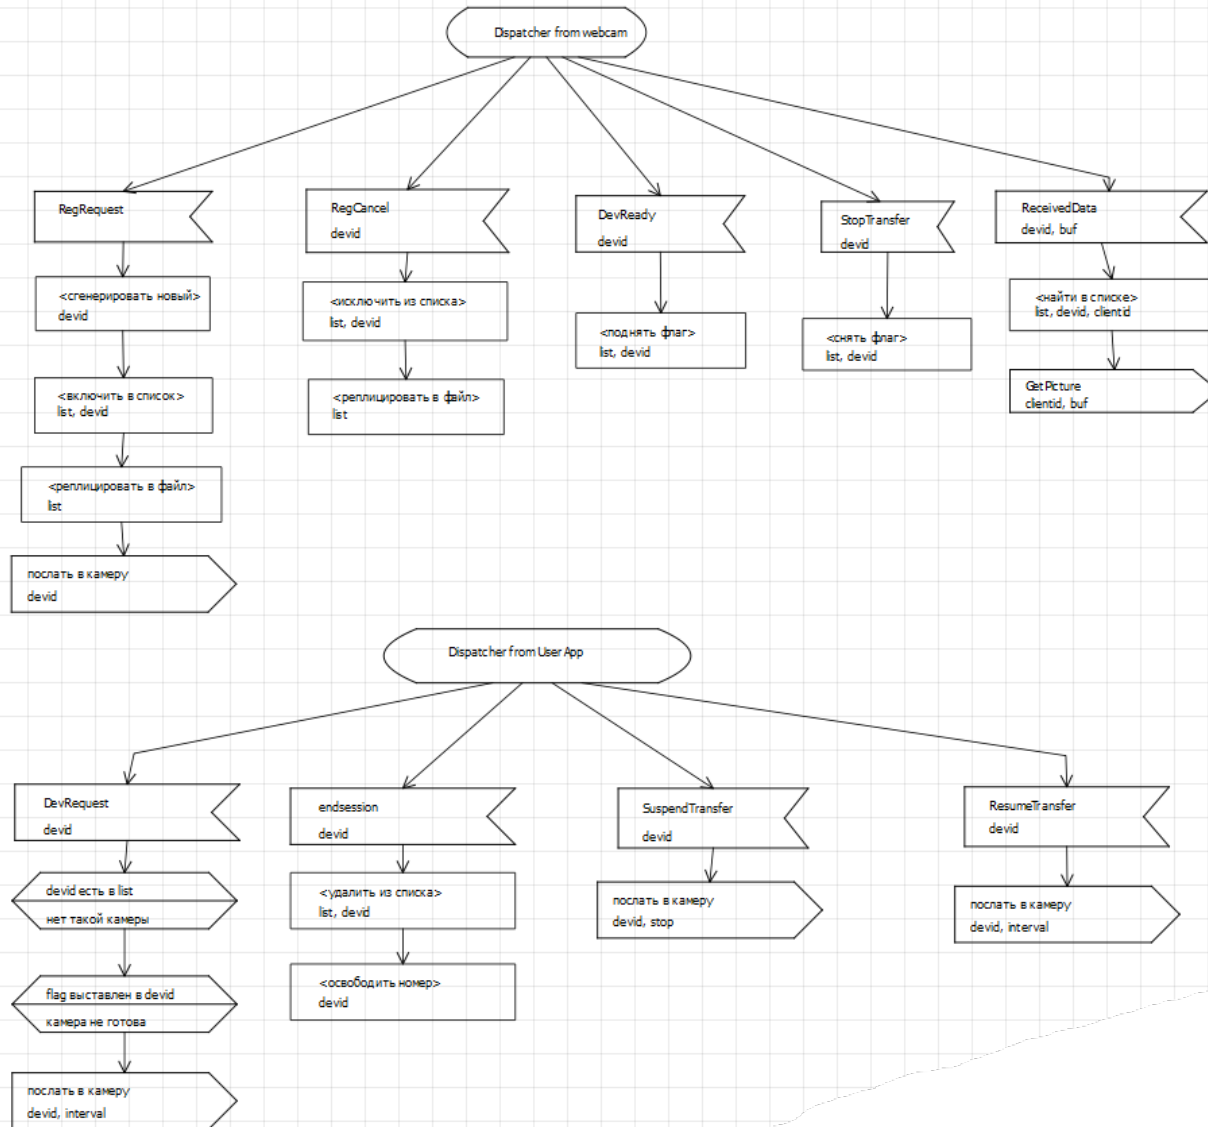 Dispatcher from webcam
RegRequest
<сгенерировать новый>
devid
<включить в список>
list, devid
<реплицировать в файл>
list
послать в камеру
devid
RegCancel
devid
<исключить из списка>
list, devid
<реплицировать в файл>
list
DevReady
devid
<поднять флаг>
list, devid
StopTransfer
devid
<снять флаг>
list, devid
ReceivedData
devid, buf
<найти в списке>
list, devid, clientid
GetPicture
clientid, buf
Dispatcher from User App
DevRequest
devid
devid есть в list
нет такой камеры
flag выставлен в devid
камера не готова
послать в камеру
devid, interval
endsession
devid
<удалить из списка>
list, devid
<освободить номер>
devid
SuspendTransfer
devid
послать в камеру
devid, stop
ResumeTransfer
devid
послать в камеру
devid, interval